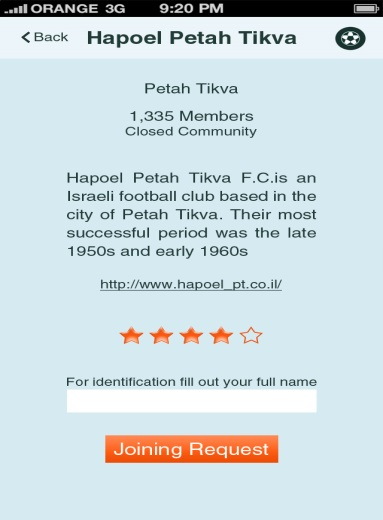 ORANGE 3G 9:20 PM
Back Hapoel Petah Tikva
Petah Tikva
1,335 Members
Closed Community
Hapoel Petah Tikva F.C.is an
Israeli football club based in the
city of Petah Tikva. Their most
successful period was the late
1950s and early 1960s
http://www.hapoel_pt.co.il/
For identification fill out your full name
Joining Request